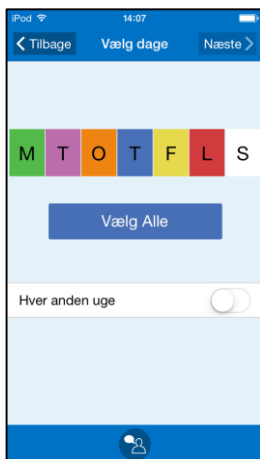 iPod 14:07
Tilbage Vælg dage Næste
M T O T F L S
Vælg Alle
Hver anden uge